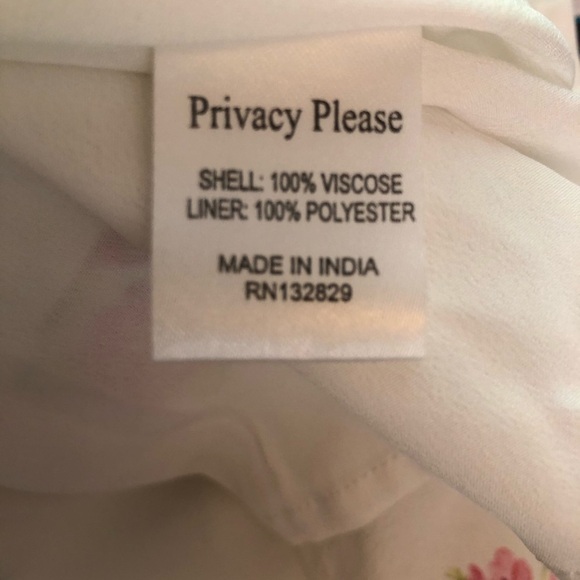 Privacy Please
SHELL: 100% VISCOSE
LINER: 100% POLYESTER
MADE IN INDIA
RN132829